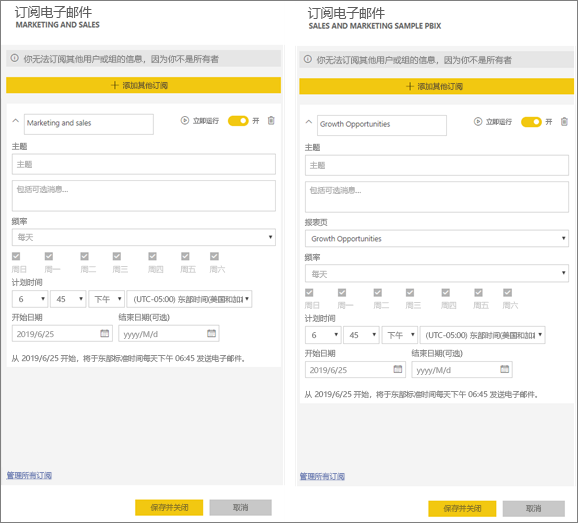 订阅电子邮件
MARKETING AND SALES
你无法订阅其他用户或组的信息，因为你不是所有者
＋ 添加其他订阅
Marketing and sales
立即运行
开
主题
主题
包括可选消息...
频率
每天
周日 周一 周二 周三 周四 周五 周六
计划时间
6 45 下午 (UTC-05:00) 东部时间(美国和加
开始日期 结束日期(可选)
2019/6/25 yyyy/M/d
从 2019/6/25 开始，将于东部标准时间每天下午 06:45 发送电子邮件。
管理所有订阅
保存并关闭 取消
订阅电子邮件
SALES AND MARKETING SAMPLE PBIX
你无法订阅其他用户或组的信息，因为你不是所有者
＋ 添加其他订阅
Growth Opportunities
立即运行
开
主题
主题
包括可选消息...
报表页
Growth Opportunities
频率
每天
周日 周一 周二 周三 周四 周五 周六
计划时间
6 45 下午 (UTC-05:00) 东部时间(美国和加
开始日期 结束日期(可选)
2019/6/25 yyyy/M/d
从 2019/6/25 开始，将于东部标准时间每天下午 06:45 发送电子邮件。
管理所有订阅
保存并关闭 取消